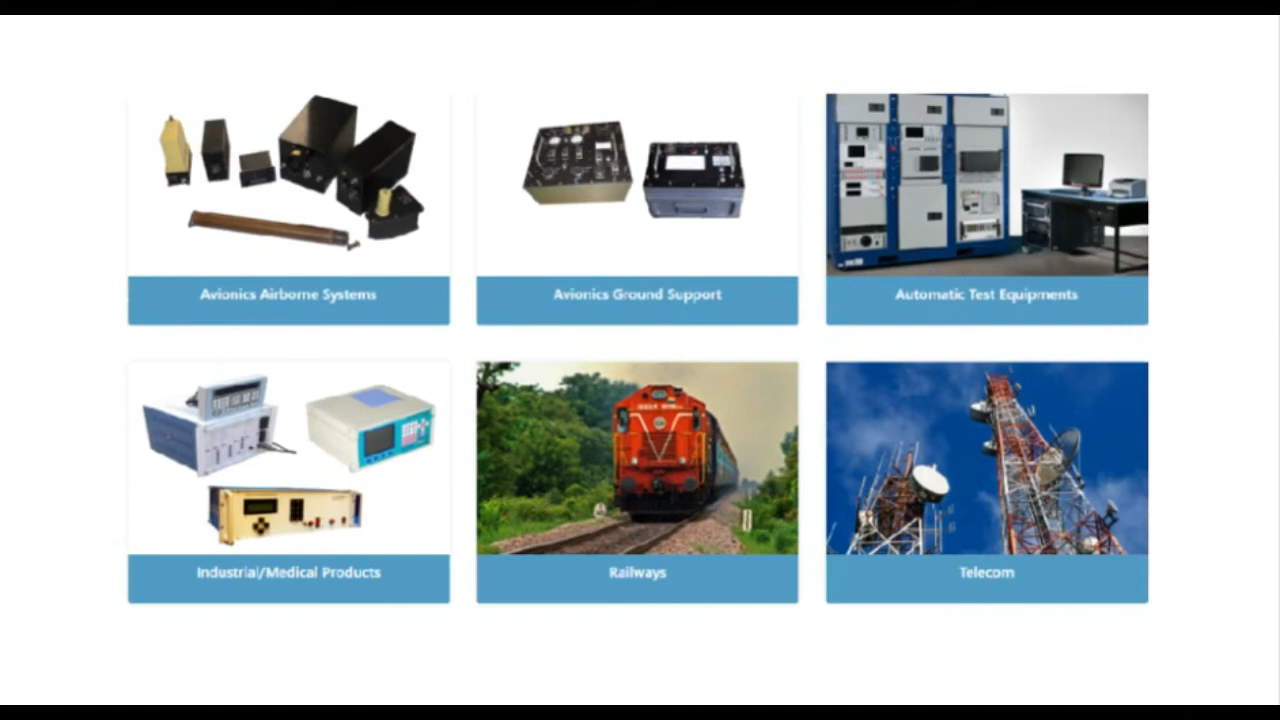 Avionics Airborne Systems
Avionics Ground Support
Automatic Test Equipments
Industrial/Medical Products
Railways
Telecom